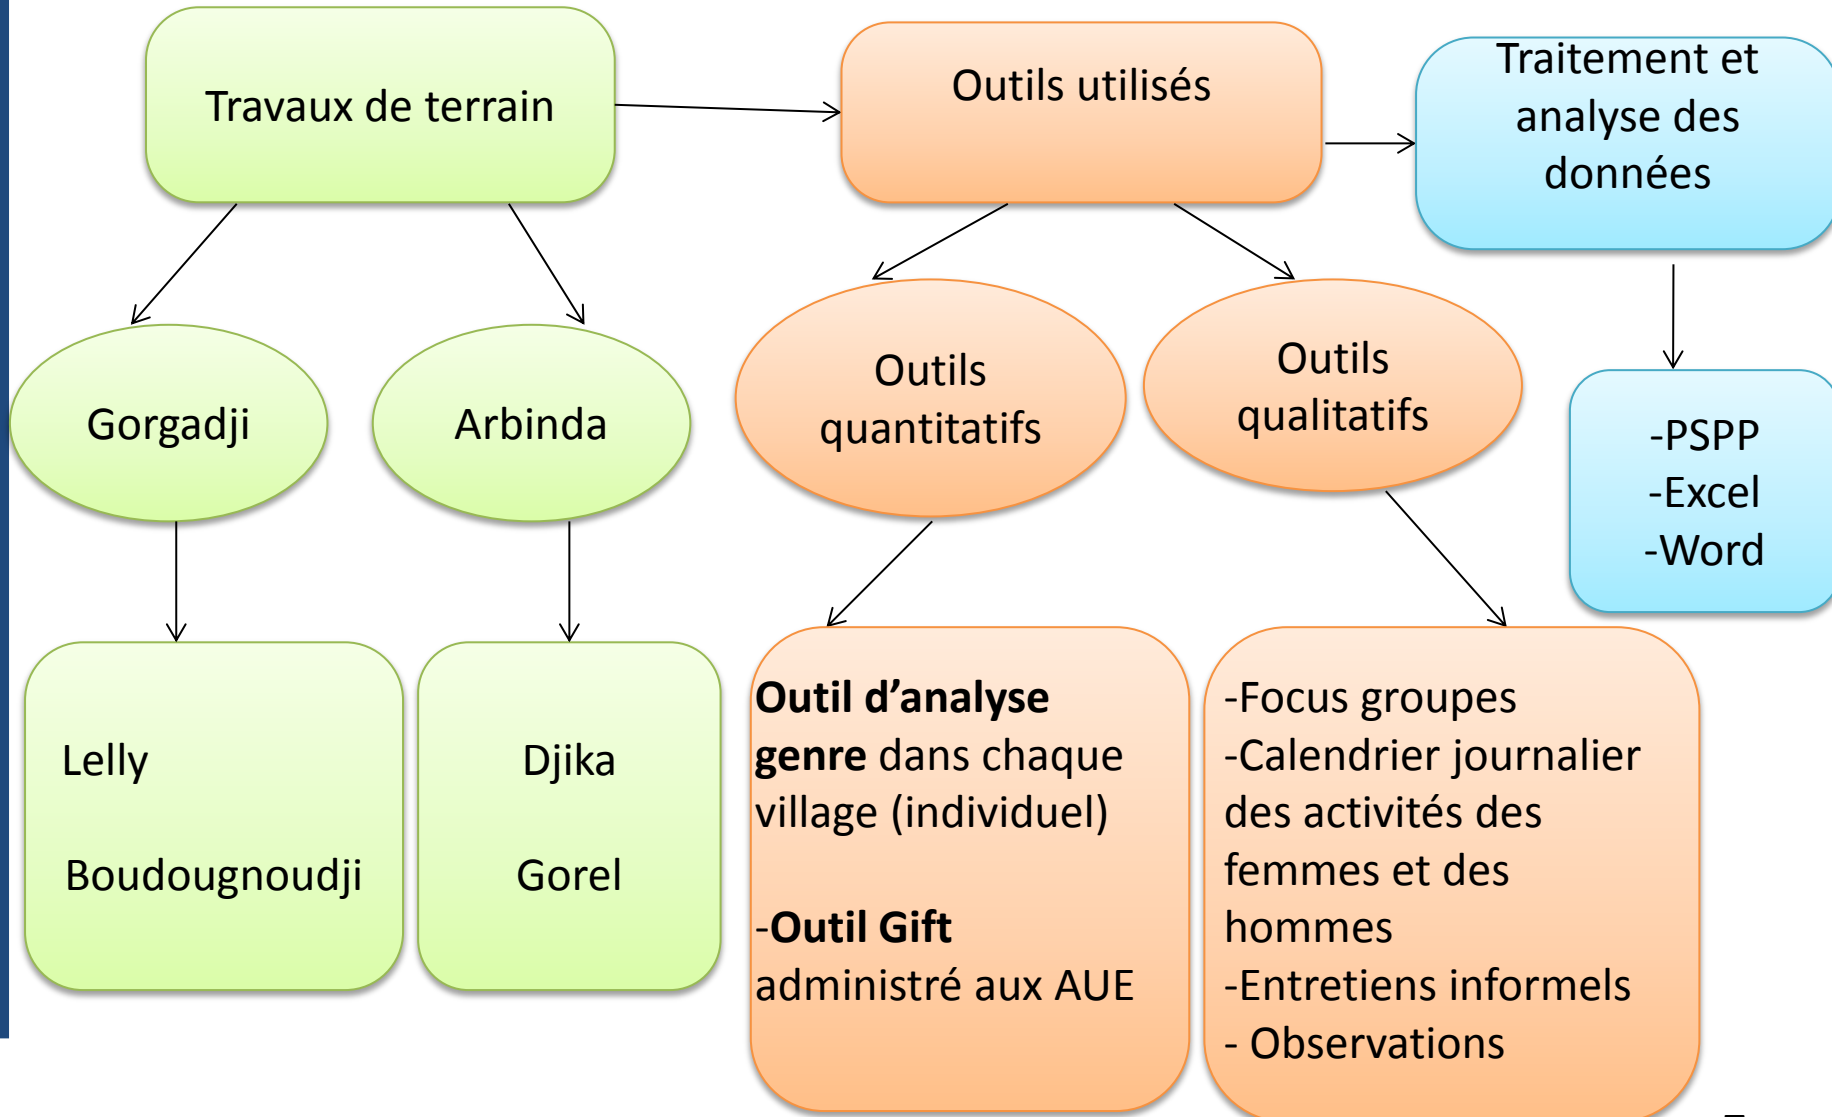 Travaux de terrain
Outils utilisés
Traitement et
analyse des
données
Gorgadji
Arbinda
Outils
quantitatifs
Outils
qualitatifs
-PSPP
-Excel
-Word
Lelly
Boudougnoudji
Djika
Gorel
Outil d’analyse
genre dans chaque
village (individuel)
-Outil Gift
administré aux AUE
-Focus groupes
-Calendrier journalier
des activités des
femmes et des
hommes
-Entretiens informels
- Observations